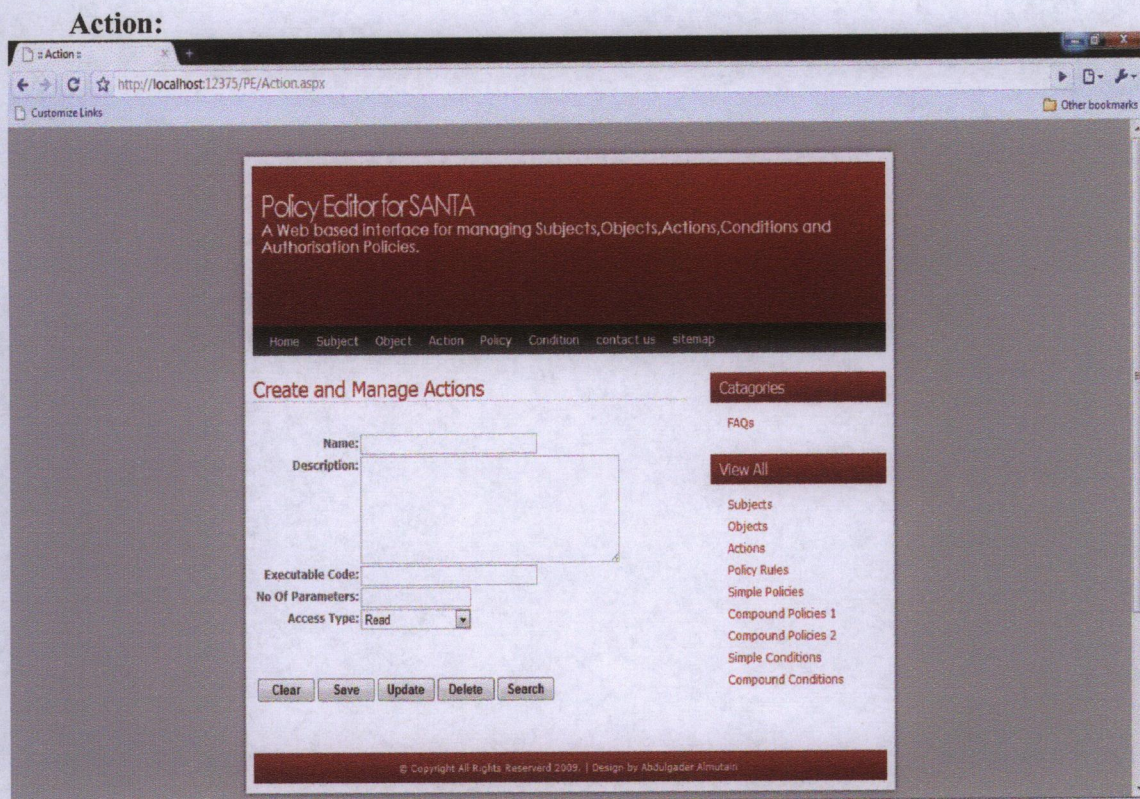 Action:
:: Action ::
http://localhost:12375/PE/Action.aspx
Customize Links
Other bookmarks
Policy Editor for SANTA
A Web based interface for managing Subjects,Objects,Actions,Conditions and
Authorisation Policies.
Home Subject Object Action Policy Condition contact us sitemap
Create and Manage Actions
Name:
Description:
Executable Code:
No Of Parameters:
Access Type: Read
Clear Save Update Delete Search
Catagories
FAQs
View All
Subjects
Objects
Actions
Policy Rules
Simple Policies
Compound Policies 1
Compound Policies 2
Simple Conditions
Compound Conditions
© Copyright All Rights Reserverd 2009. | Design by Abdulgader Almutairi